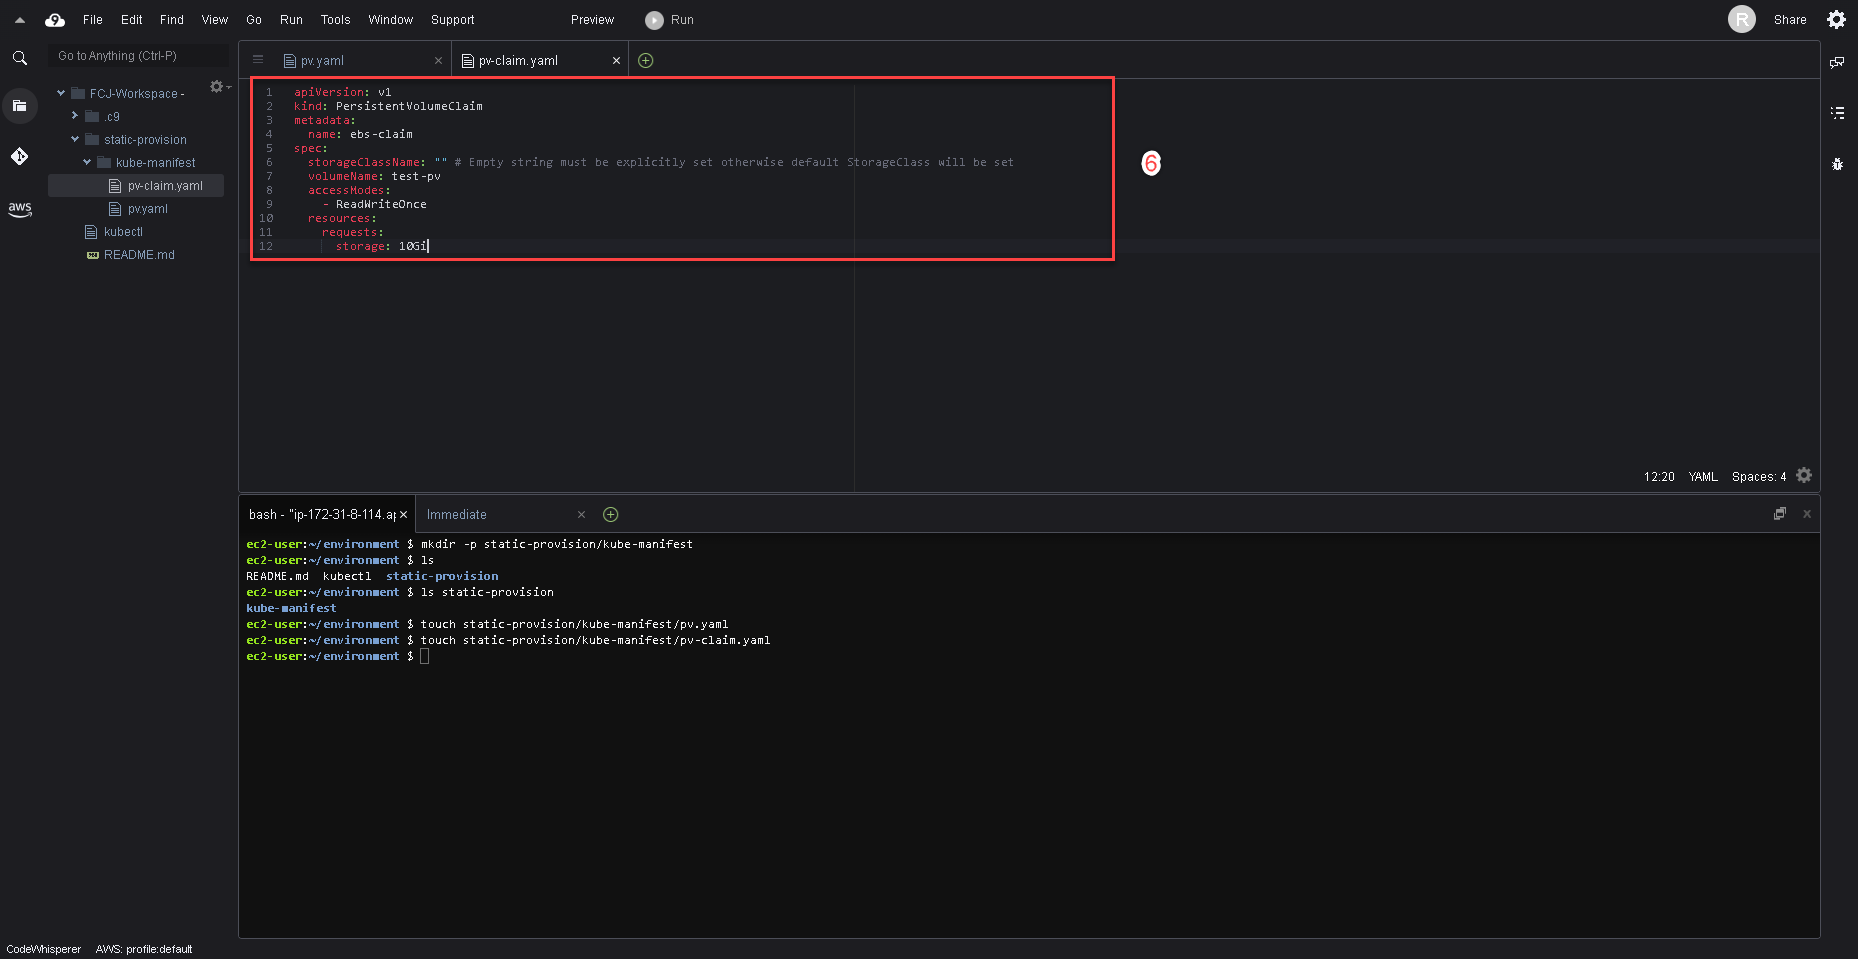 File Edit Find View Go Run Tools Window Support Preview Run R Share
Go to Anything (Ctrl-P)
FCJ-Workspace -
.c9
static-provision
kube-manifest
pv-claim.yaml
pv.yaml
kubectl
README.md
aws
pv.yaml
pv-claim.yaml
1 apiVersion: v1
2 kind: PersistentVolumeClaim
3 metadata:
4 name: ebs-claim
5 spec:
6 storageClassName: "" # Empty string must be explicitly set otherwise default StorageClass will be set
7 volumeName: test-pv
8 accessModes:
9 - ReadWriteOnce
10 resources:
11 requests:
12 storage: 10Gi
6
12:20 YAML Spaces: 4
bash - "ip-172-31-8-114.ap
Immediate
ec2-user:~/environment $ mkdir -p static-provision/kube-manifest
ec2-user:~/environment $ ls
README.md kubectl static-provision
ec2-user:~/environment $ ls static-provision
kube-manifest
ec2-user:~/environment $ touch static-provision/kube-manifest/pv.yaml
ec2-user:~/environment $ touch static-provision/kube-manifest/pv-claim.yaml
ec2-user:~/environment $
CodeWhisperer AWS: profile:default